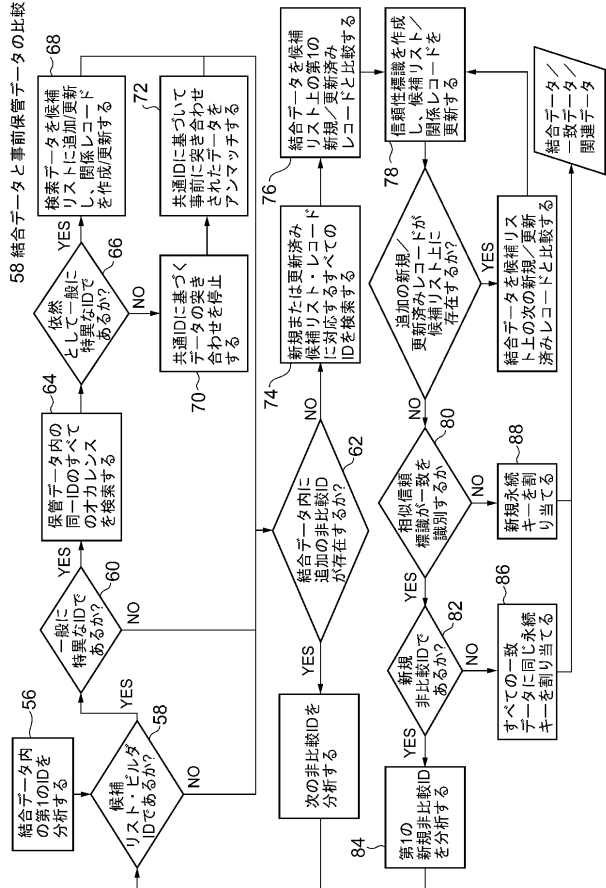 58 結合データと事前保管データの比較
56
結合データ内
の第1のIDを
分析する
58
候補
リスト・ビルダ
IDであるか?
YES
NO
60
一般に
特異なIDで
あるか?
YES
NO
64
保管データ内の
同一IDのすべて
のオカレンス
を検索する
66
依然
として一般に
特異なIDで
あるか?
YES
NO
68
検索データを候補
リストに追加/更新
し、関係レコード
を作成/更新する
70
共通IDに基づく
データの突き
合わせを停止
する
72
共通IDに基づいて
事前に突き合わせ
されたデータを
アンマッチする
62
結合データ内に
追加の非比較ID
が存在するか?
YES
NO
次の非比較IDを
分析する
74
新規または更新済み
候補リスト・レコード
に対応するすべての
IDを検索する
76
結合データを候補
リスト上の第1の
新規/更新済み
レコードと比較する
78
信頼性標識を作成
し、候補リスト/
関係レコードを
更新する
追加の新規/
更新済みレコードが
候補リスト上に
存在するか?
YES
NO
結合データを候補リス
ト上の次の新規/更新
済みレコードと比較する
80
相似信頼
標識が一致を
識別するか
YES
NO
88
新規永続
キーを割
り当てる
82
新規
非比較IDで
あるか?
YES
NO
86
すべての一致
データに同じ永続
キーを割り当てる
84
第1の
新規非比較ID
を分析する
結合データ/
一致データ/
関連データ